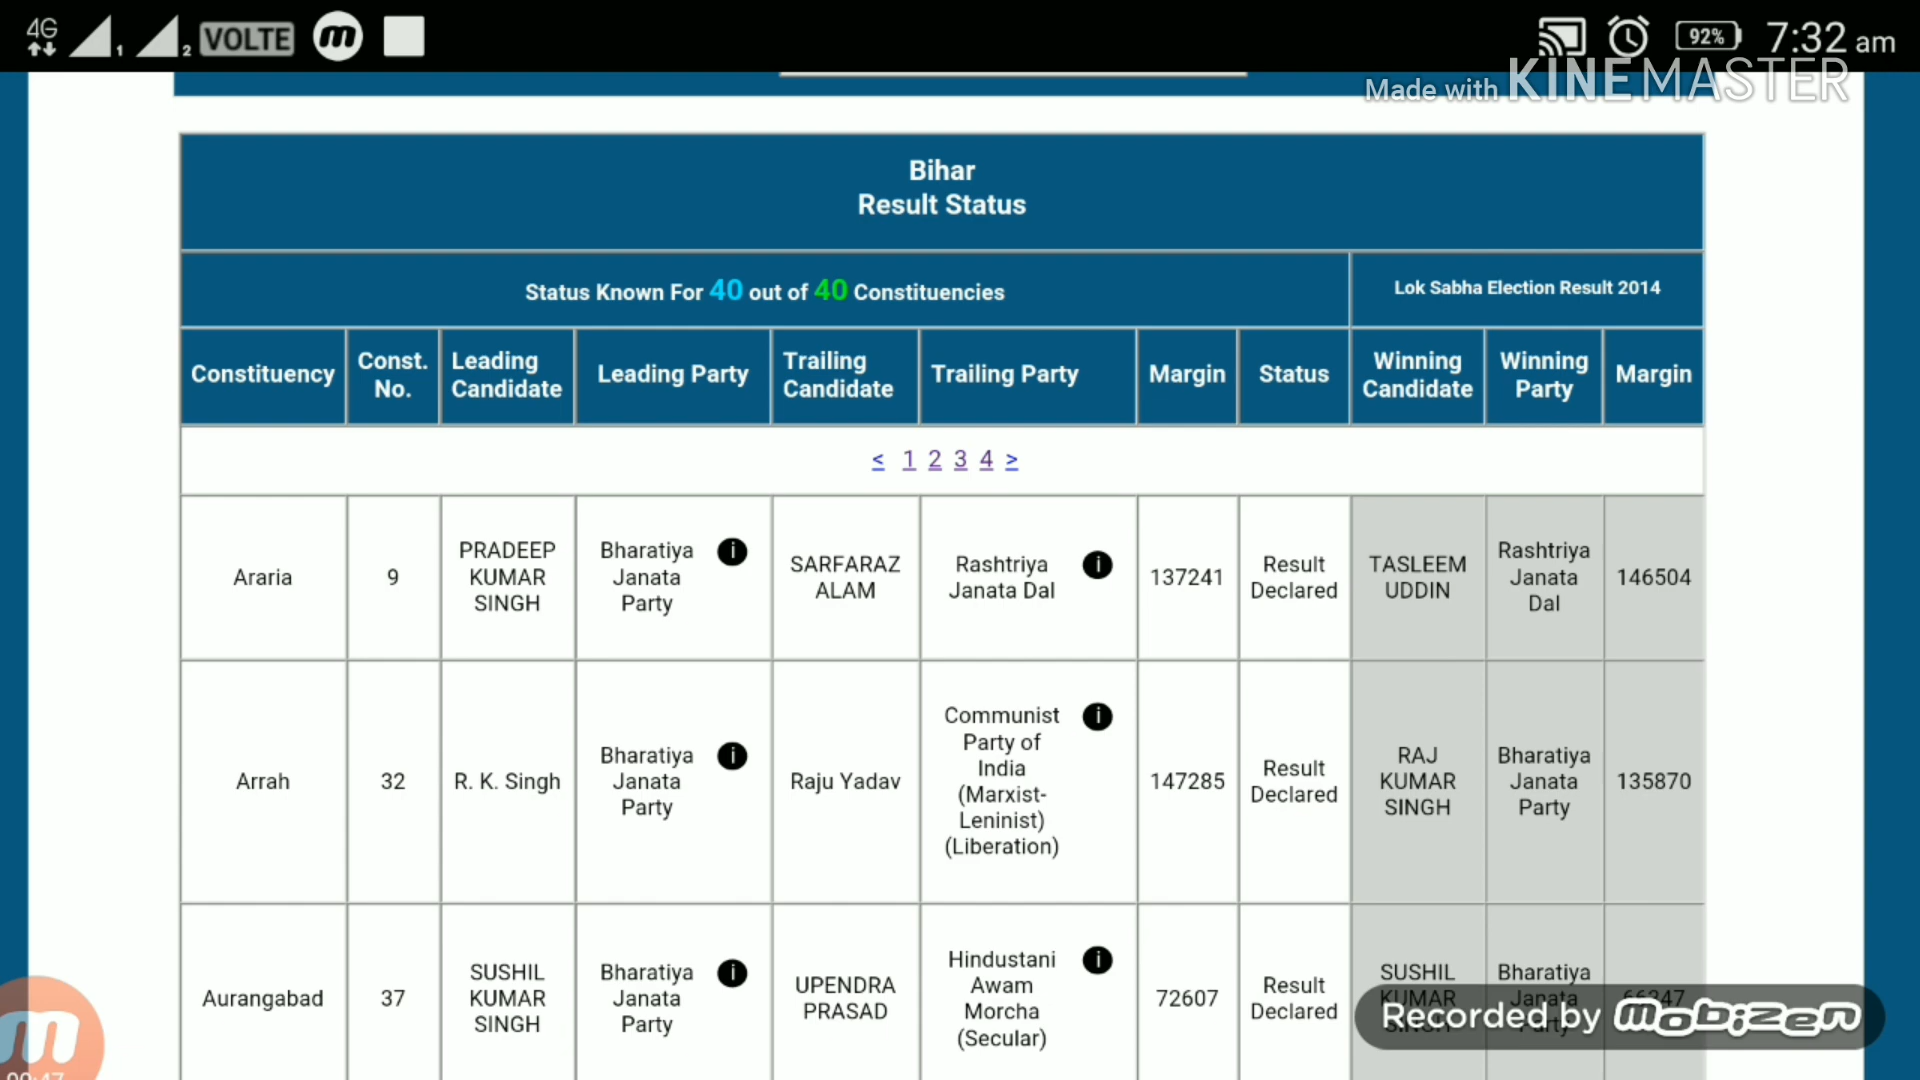 4G 1 2 VOLTE m 92% 7:32 am
Made with KINEMASTER
Bihar
Result Status
Status Known For 40 out of 40 Constituencies
Lok Sabha Election Result 2014
Constituency
Const.
No.
Leading
Candidate
Leading Party
Trailing
Candidate
Trailing Party
Margin
Status
Winning
Candidate
Winning
Party
Margin
< 1 2 3 4 >
Araria
9
PRADEEP
KUMAR
SINGH
Bharatiya
Janata
Party
i
SARFARAZ
ALAM
Rashtriya
Janata Dal
i
137241
Result
Declared
TASLEEM
UDDIN
Rashtriya
Janata
Dal
146504
Arrah
32
R. K. Singh
Bharatiya
Janata
Party
i
Raju Yadav
Communist
Party of
India
(Marxist-
Leninist)
(Liberation)
i
147285
Result
Declared
RAJ
KUMAR
SINGH
Bharatiya
Janata
Party
135870
Aurangabad
37
SUSHIL
KUMAR
SINGH
Bharatiya
Janata
Party
i
UPENDRA
PRASAD
Hindustani
Awam
Morcha
(Secular)
i
72607
Result
Declared
SUSHIL
KUMAR
SINGH
Bharatiya
Janata
Party
Recorded by mobizen
m